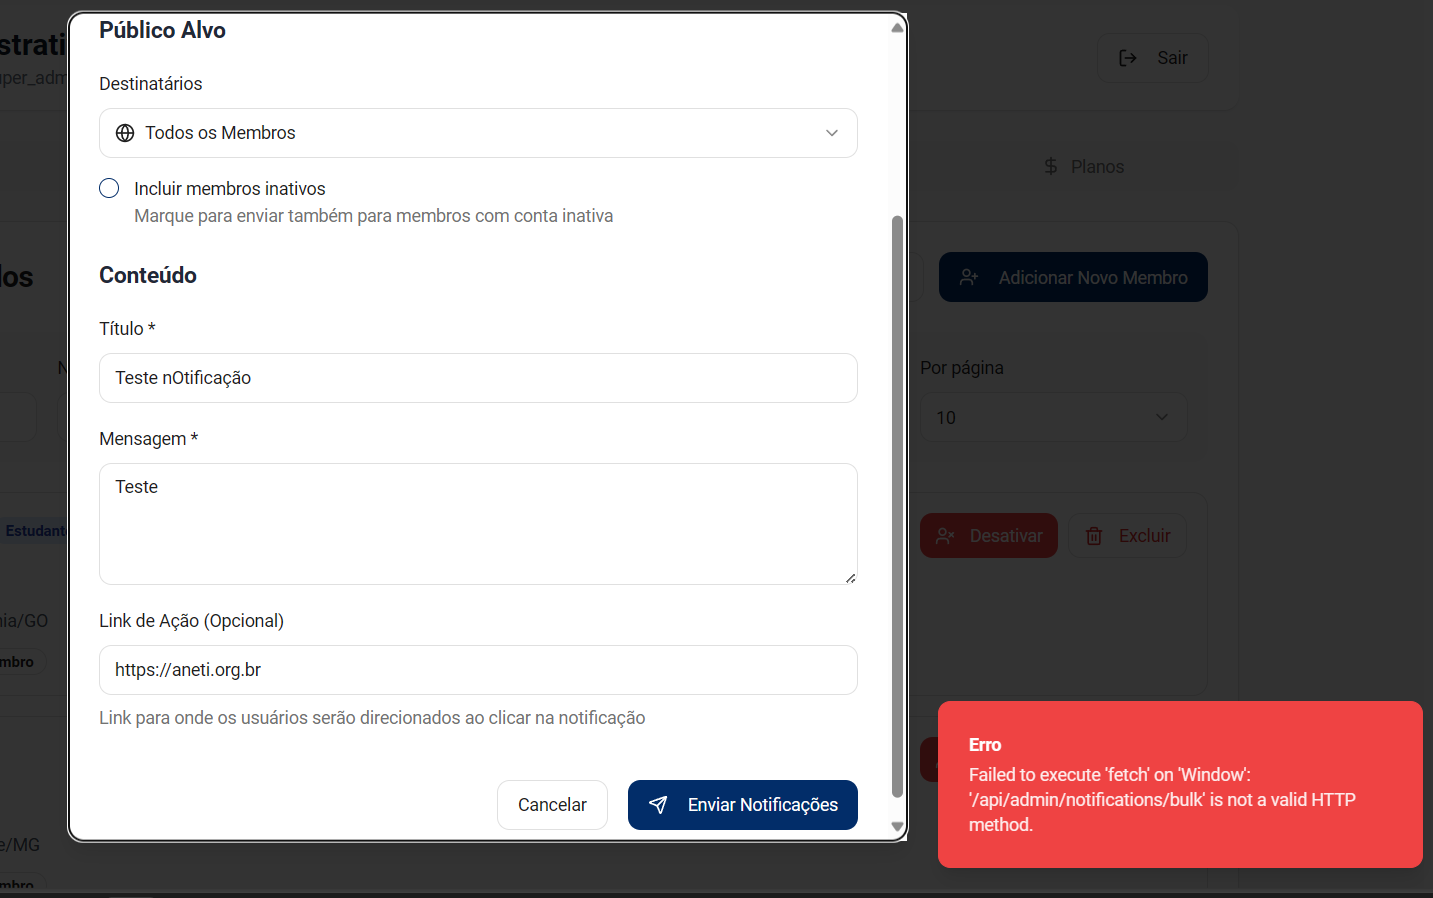 strati
Público Alvo
Sair
Destinatários
Todos os Membros
Planos
Incluir membros inativos
Marque para enviar também para membros com conta inativa
Conteúdo
Adicionar Novo Membro
Título *
Por página
Teste nOtificação
10
Mensagem *
Teste
Estudant
Desativar
Excluir
Link de Ação (Opcional)
ia/GO
https://aneti.org.br
mbro
Link para onde os usuários serão direcionados ao clicar na notificação
Erro
Failed to execute 'fetch' on 'Window':
'/api/admin/notifications/bulk' is not a valid HTTP
method.
Cancelar
Enviar Notificações
e/MG
mbro